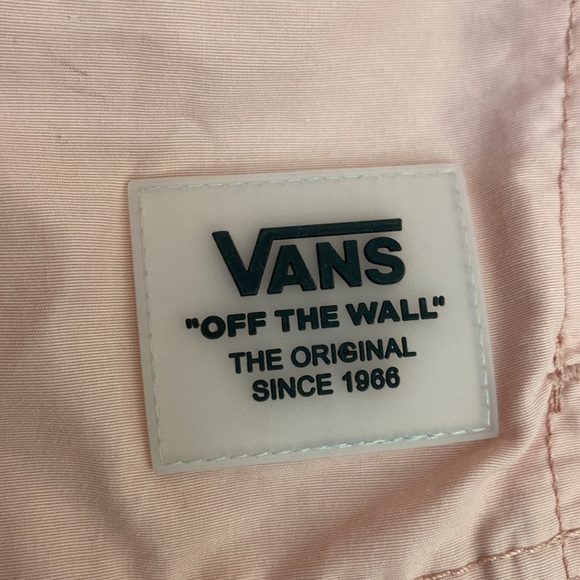 VANS
"OFF THE WALL"
THE ORIGINAL
SINCE 1966